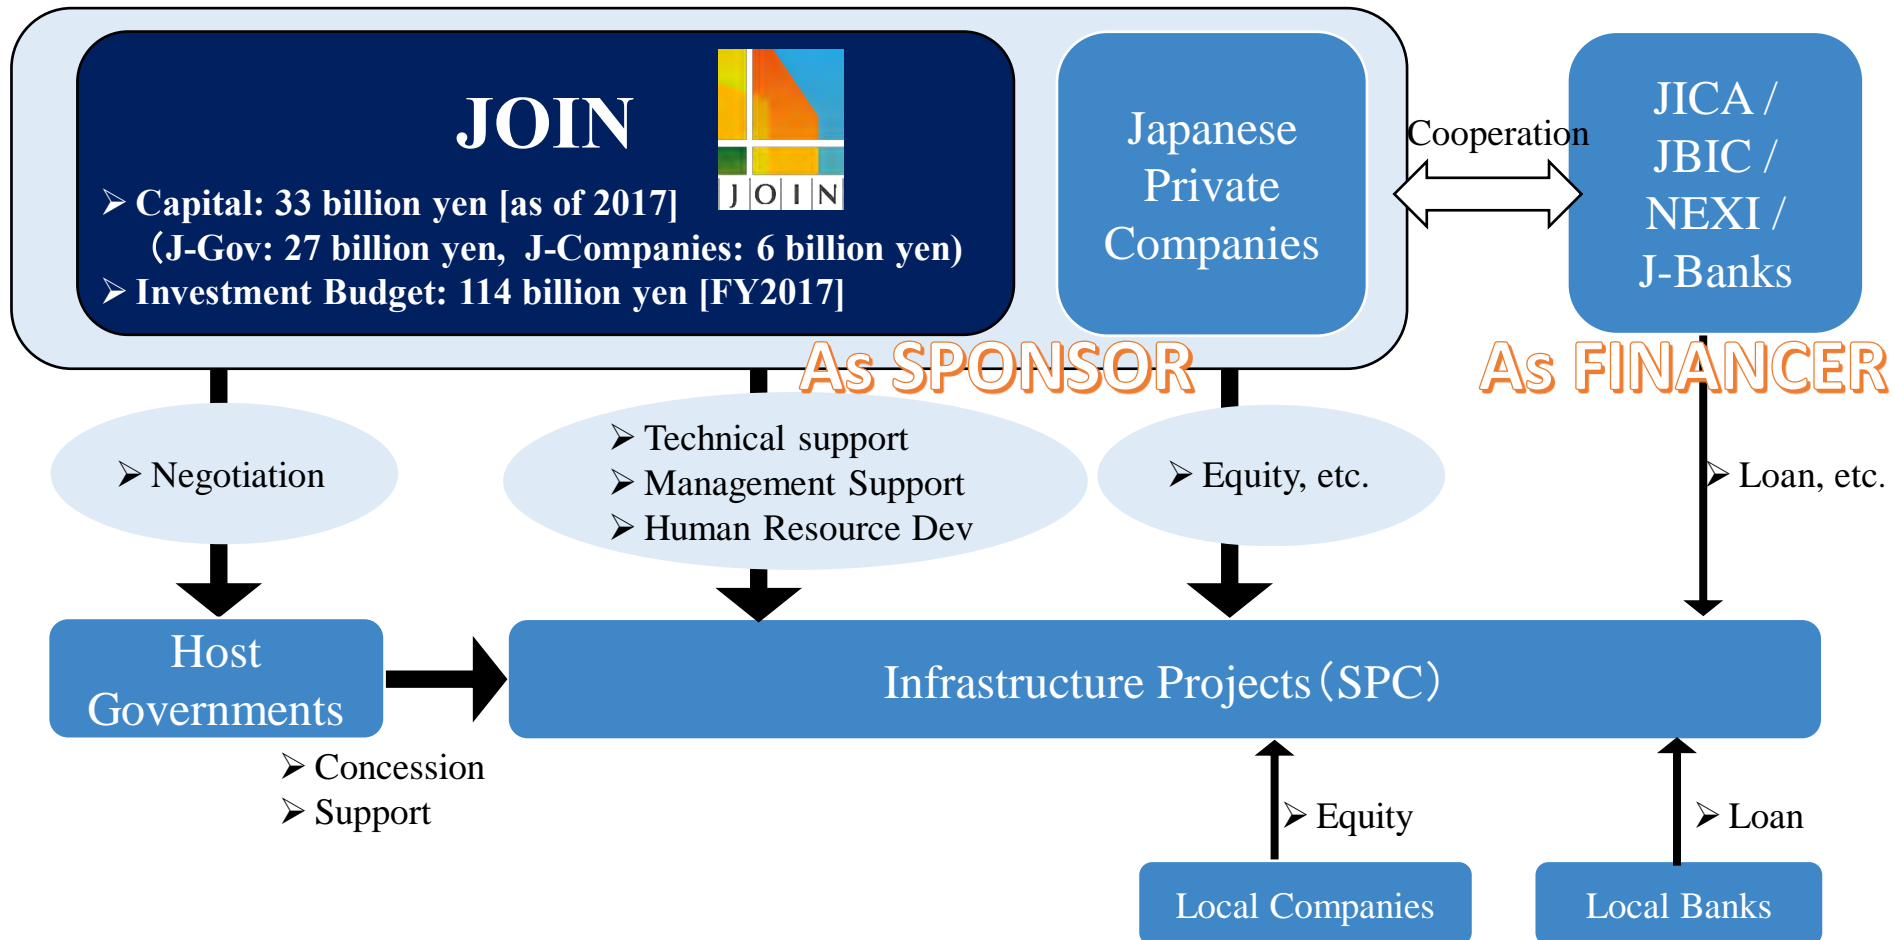 JOIN
JOIN
➢ Capital: 33 billion yen [as of 2017]
（J-Gov: 27 billion yen, J-Companies: 6 billion yen)
➢ Investment Budget: 114 billion yen [FY2017]
Japanese
Private
Companies
Cooperation
JICA /
JBIC /
NEXI /
J-Banks
As SPONSOR
As FINANCER
➢ Negotiation
➢ Technical support
➢ Management Support
➢ Human Resource Dev
➢ Equity, etc.
➢ Loan, etc.
Host
Governments
Infrastructure Projects（SPC）
➢ Concession
➢ Support
➢ Equity
➢ Loan
Local Companies
Local Banks